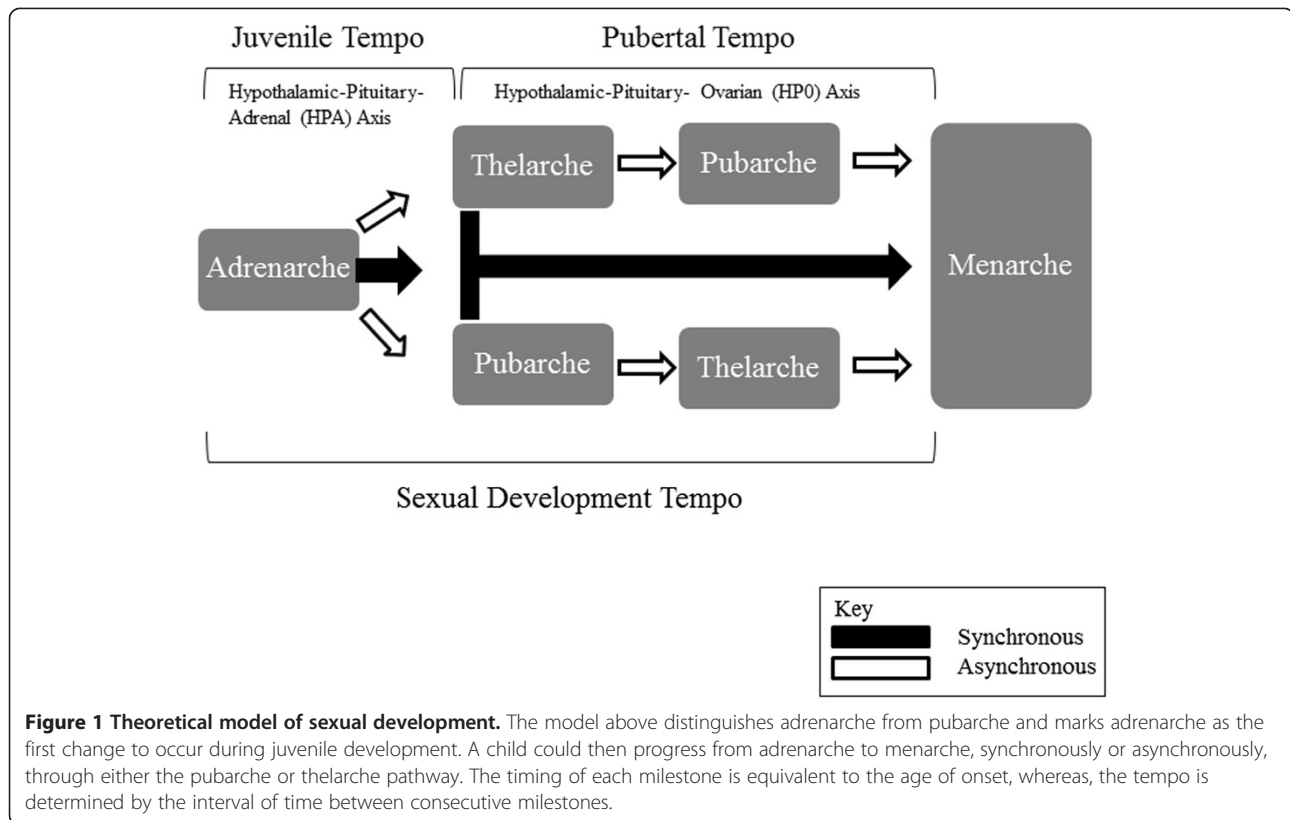 Juvenile Tempo
Pubertal Tempo
Hypothalamic-Pituitary-
Adrenal (HPA) Axis
Hypothalamic-Pituitary- Ovarian (HP0) Axis
Thelarche
Pubarche
Adrenarche
Menarche
Pubarche
Thelarche
Sexual Development Tempo
Key
Synchronous
Asynchronous
Figure 1 Theoretical model of sexual development. The model above distinguishes adrenarche from pubarche and marks adrenarche as the
first change to occur during juvenile development. A child could then progress from adrenarche to menarche, synchronously or asynchronously,
through either the pubarche or thelarche pathway. The timing of each milestone is equivalent to the age of onset, whereas, the tempo is
determined by the interval of time between consecutive milestones.